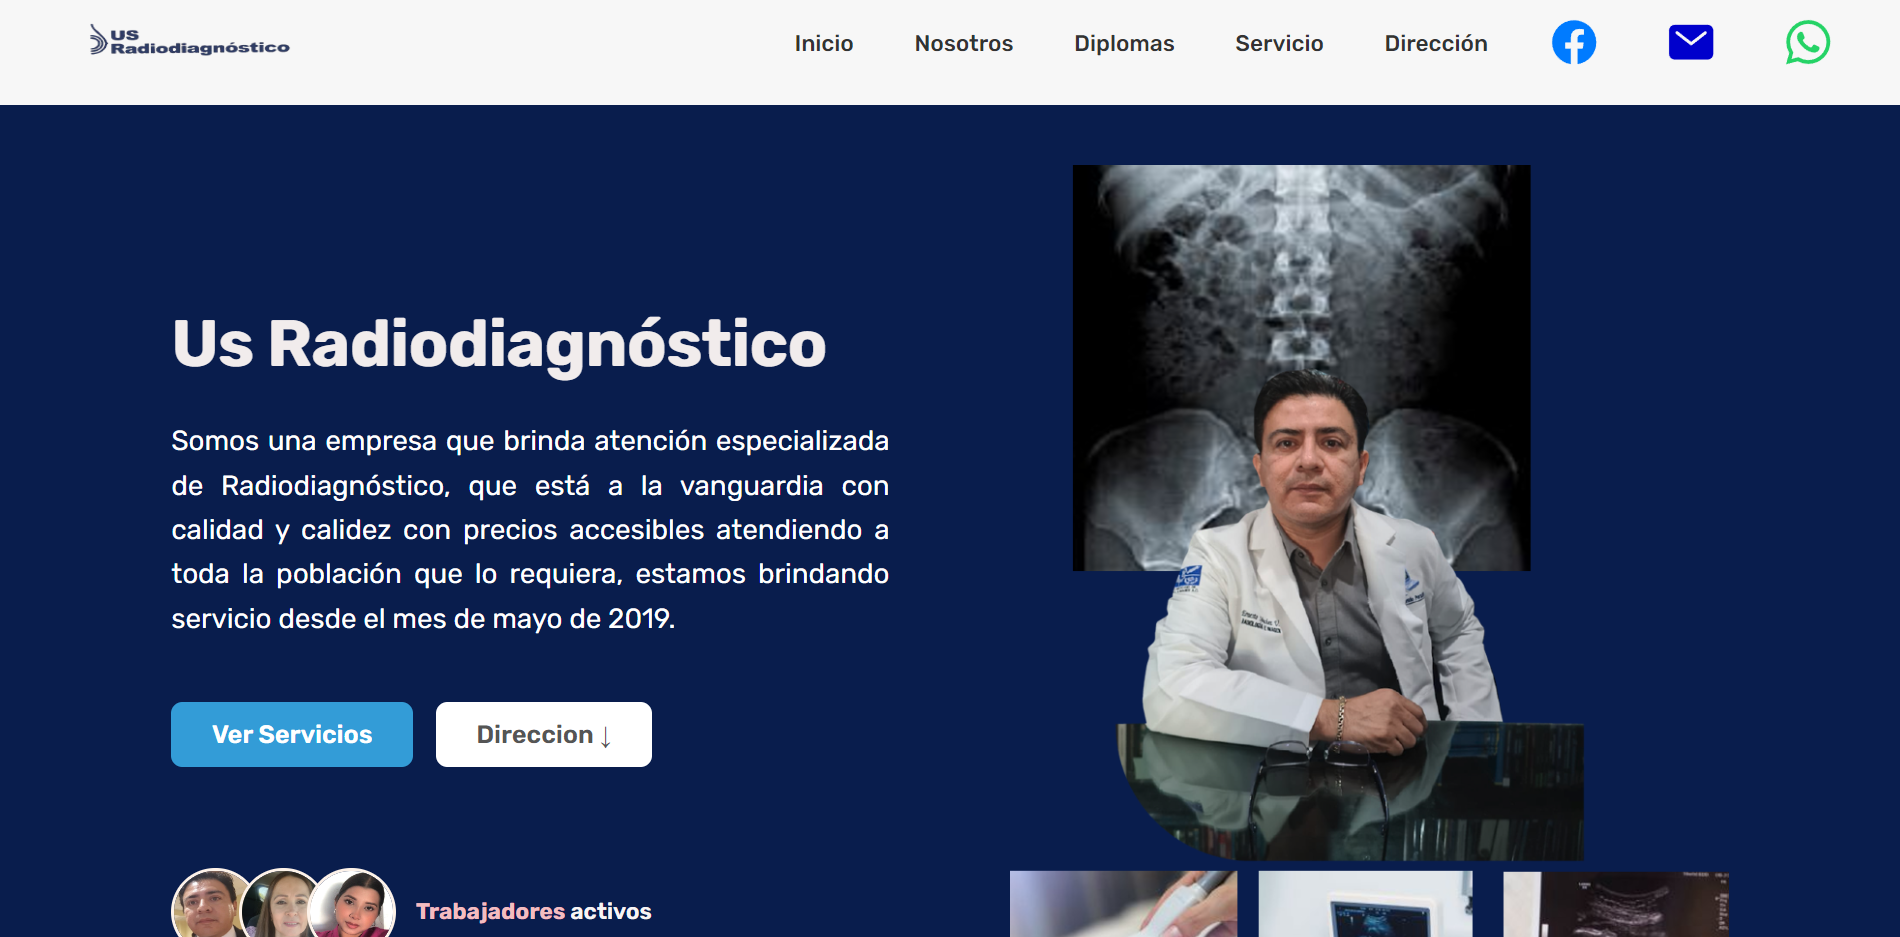 US
Radiodiagnóstico
Inicio Nosotros Diplomas Servicio Dirección
Us Radiodiagnóstico
Somos una empresa que brinda atención especializada
de Radiodiagnóstico, que está a la vanguardia con
calidad y calidez con precios accesibles atendiendo a
toda la población que lo requiera, estamos brindando
servicio desde el mes de mayo de 2019.
Ver Servicios Direccion ↓
Trabajadores activos